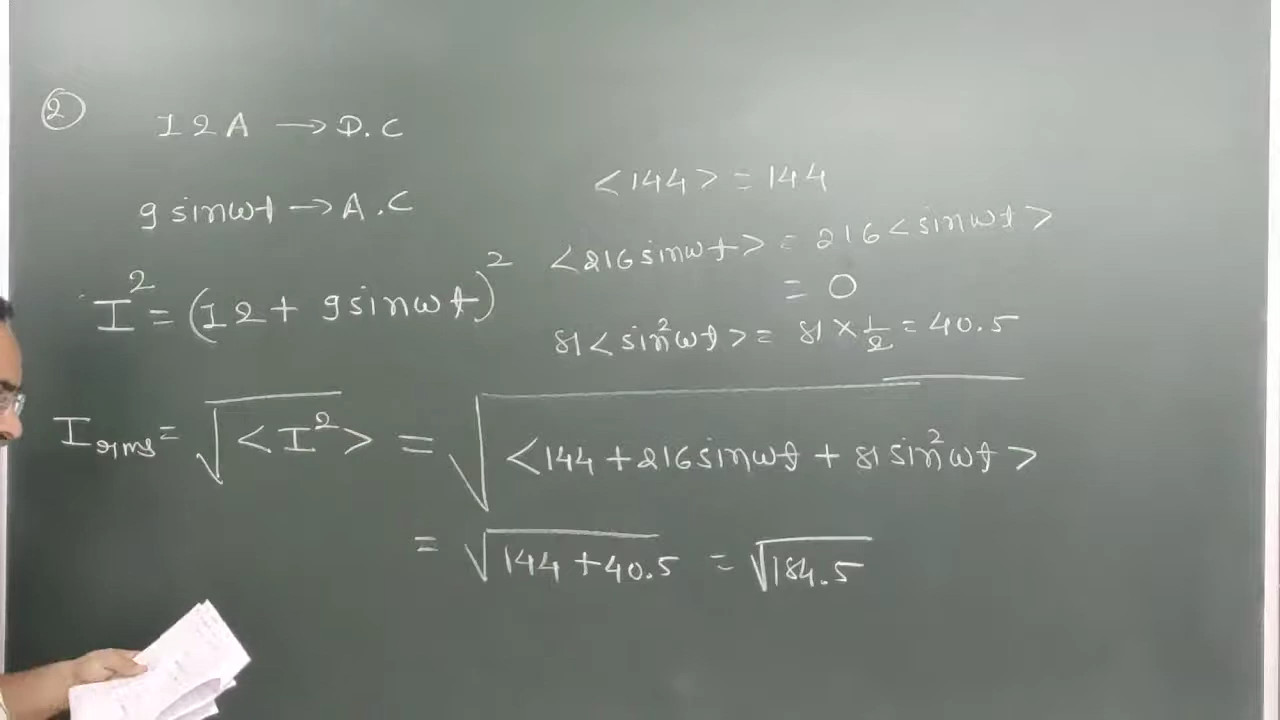 ②
12A → D.C
9 sinωt → A.C
I² = (12 + 9 sinωt)²
<144> = 144
<216 sinωt> = 216 <sinωt>
= 0
81 <sin²ωt> = 81 × 1/2 = 40.5
Irms = √<I²> = √<144 + 216 sinωt + 81 sin²ωt>
= √144 + 40.5 = √184.5